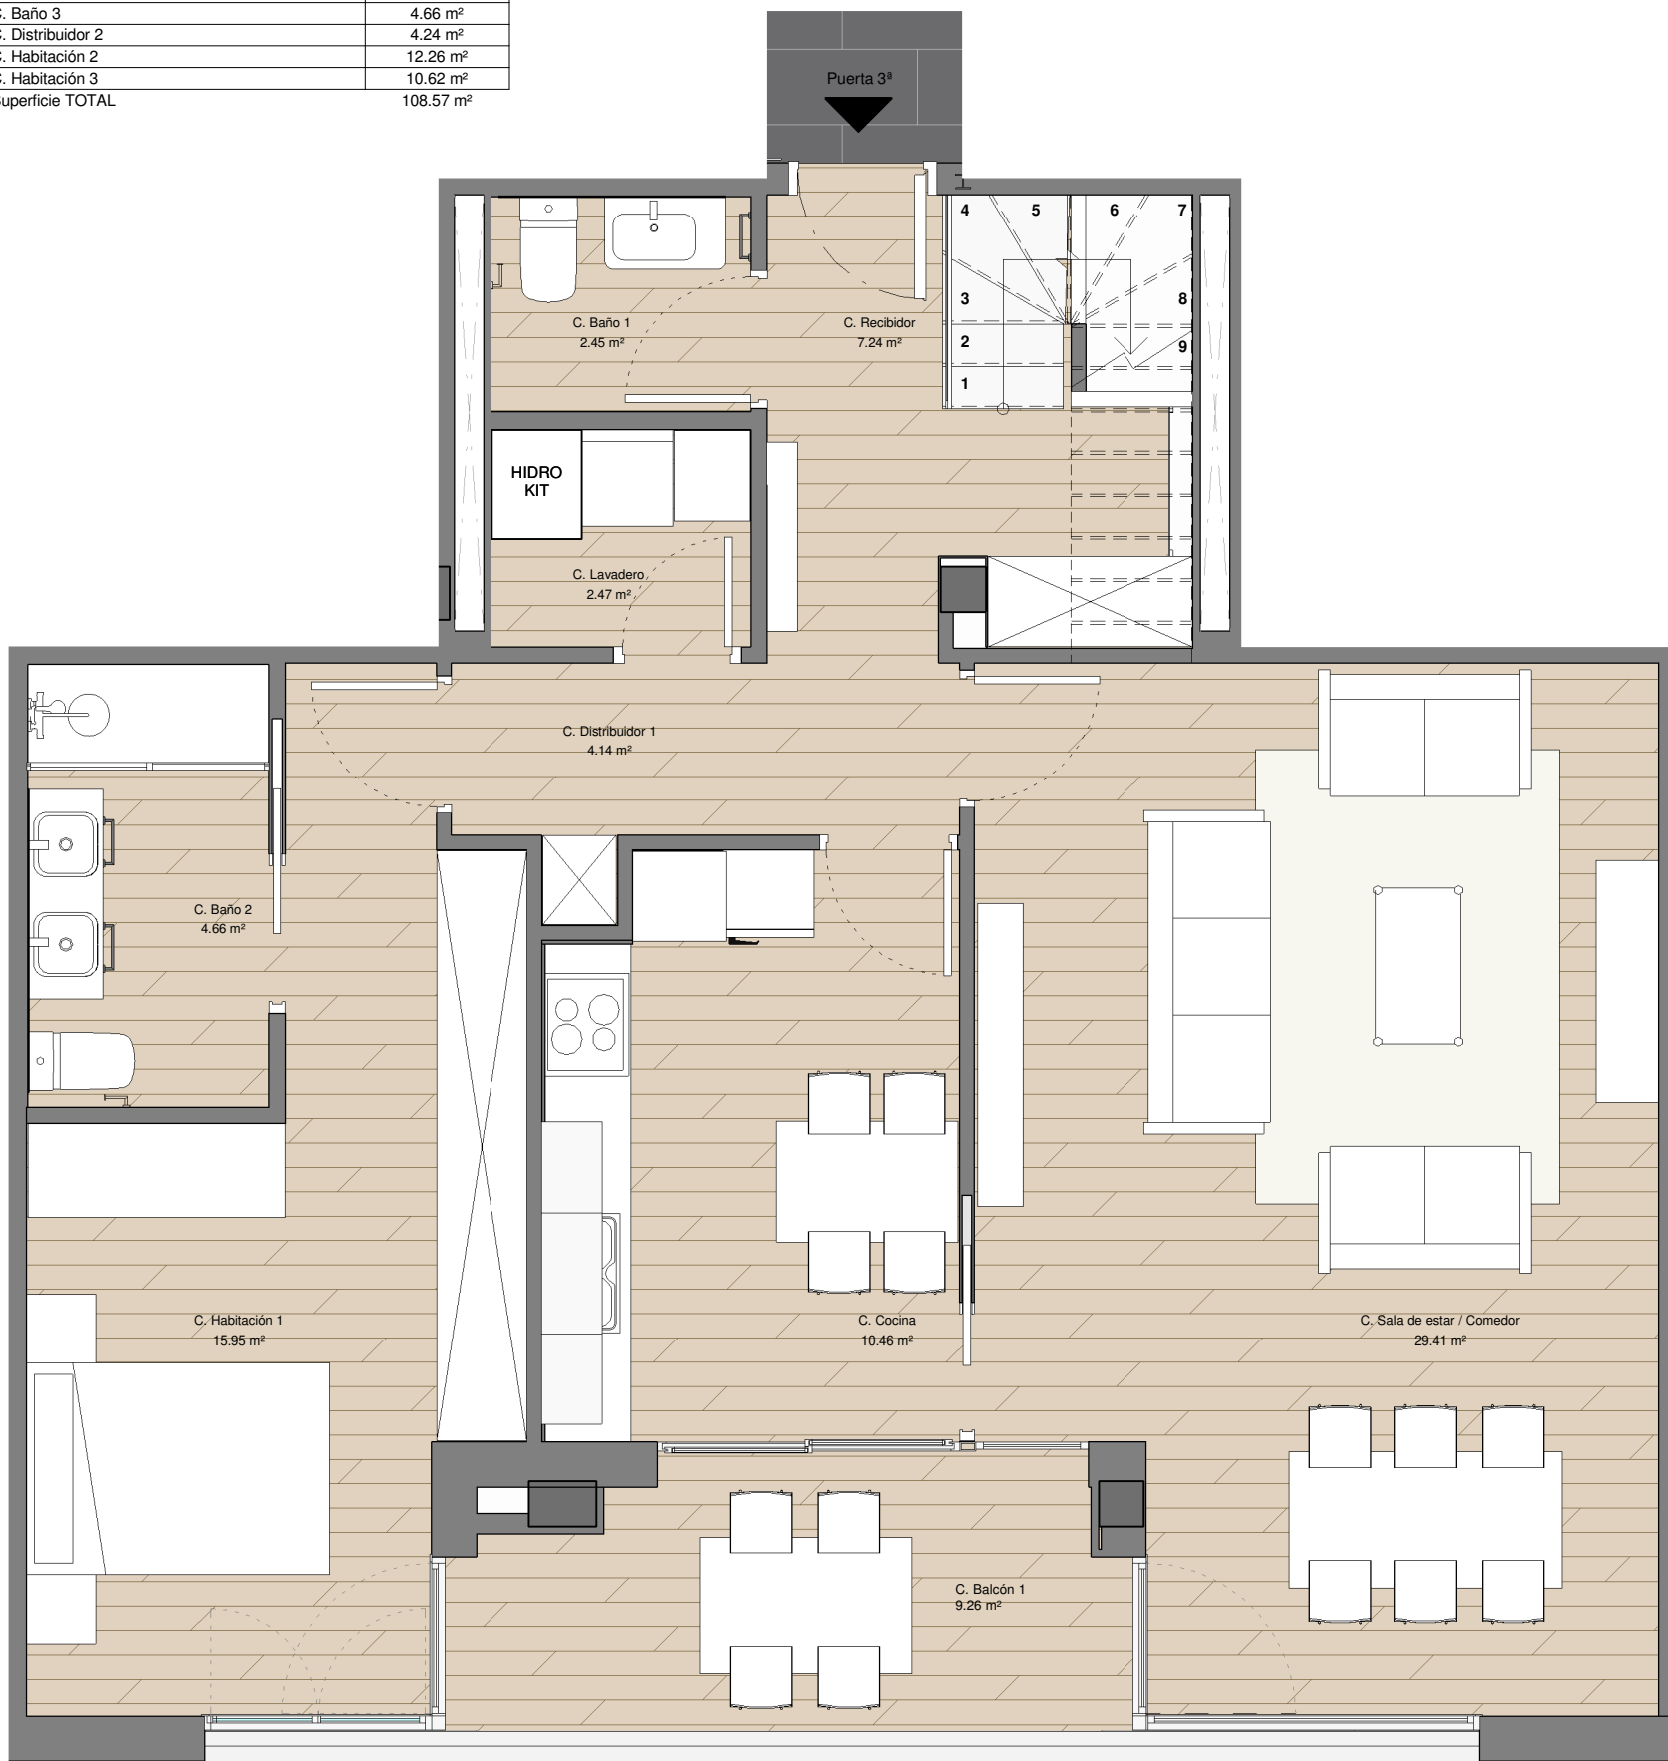 C. Baño 3 4.66 m²
C. Distribuidor 2 4.24 m²
C. Habitación 2 12.26 m²
C. Habitación 3 10.62 m²
Superficie TOTAL 108.57 m²
Puerta 3ª
4 5 6 7
3 8
2 9
1
C. Baño 1
2.45 m²
C. Recibidor
7.24 m²
HIDRO
KIT
C. Lavadero
2.47 m²
C. Distribuidor 1
4.14 m²
C. Baño 2
4.66 m²
C. Habitación 1
15.95 m²
C. Cocina
10.46 m²
C. Sala de estar / Comedor
29.41 m²
C. Balcón 1
9.26 m²